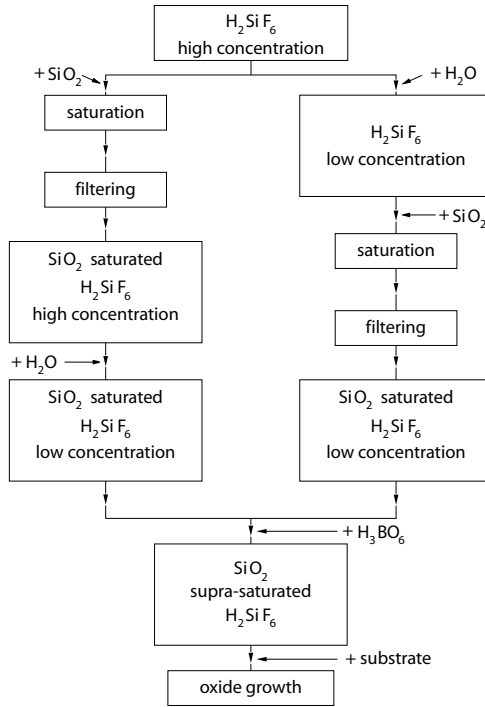 H₂SiF₆
high concentration
+ SiO₂
saturation
filtering
SiO₂ saturated
H₂SiF₆
high concentration
+ H₂O
SiO₂ saturated
H₂SiF₆
low concentration
+ H₂O
H₂SiF₆
low concentration
+ SiO₂
saturation
filtering
SiO₂ saturated
H₂SiF₆
low concentration
+ H₃BO₆
SiO₂
supra-saturated
H₂SiF₆
+ substrate
oxide growth